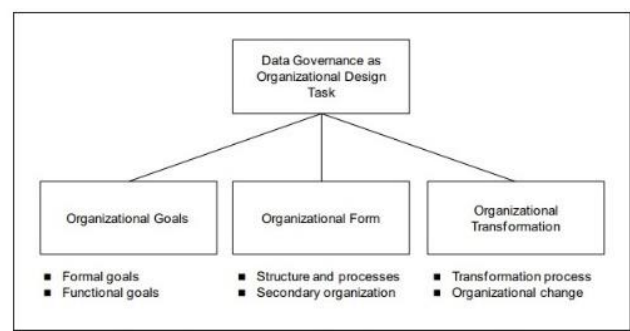 Data Governance as
Organizational Design
Task
Organizational Goals
Organizational Form
Organizational
Transformation
■ Formal goals
■ Functional goals
■ Structure and processes
■ Secondary organization
■ Transformation process
■ Organizational change